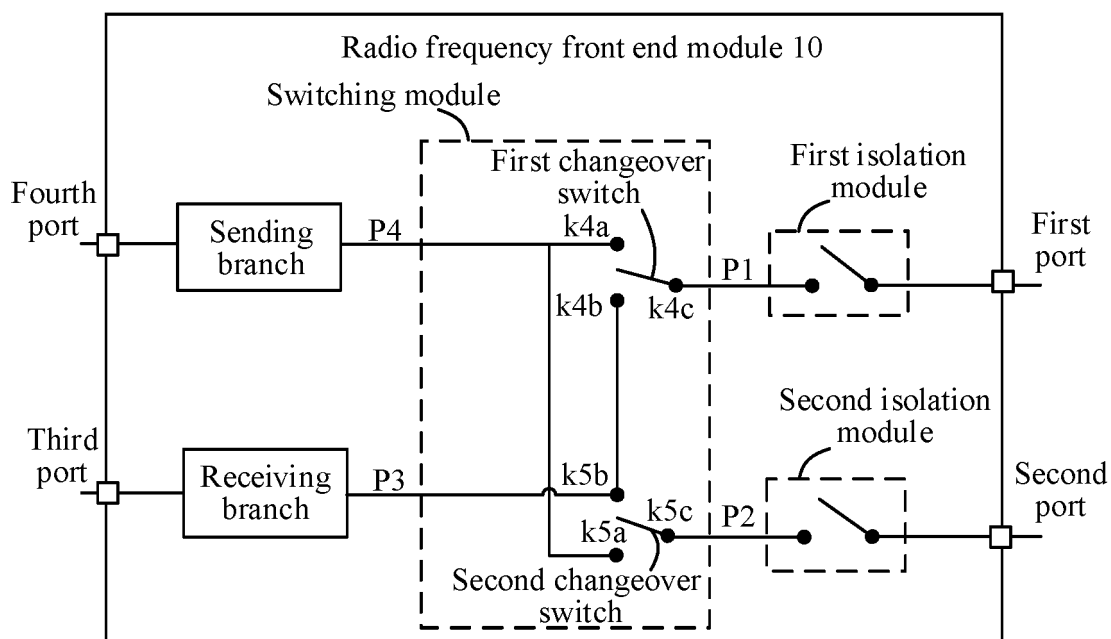 Radio frequency front end module 10
Switching module
First changeover
switch
First isolation
module
Fourth
port
Sending
branch
P4
k4a
k4b
k4c
P1
First
port
Second isolation
module
Third
port
Receiving
branch
P3
k5b
k5c
k5a
P2
Second
port
Second changeover
switch